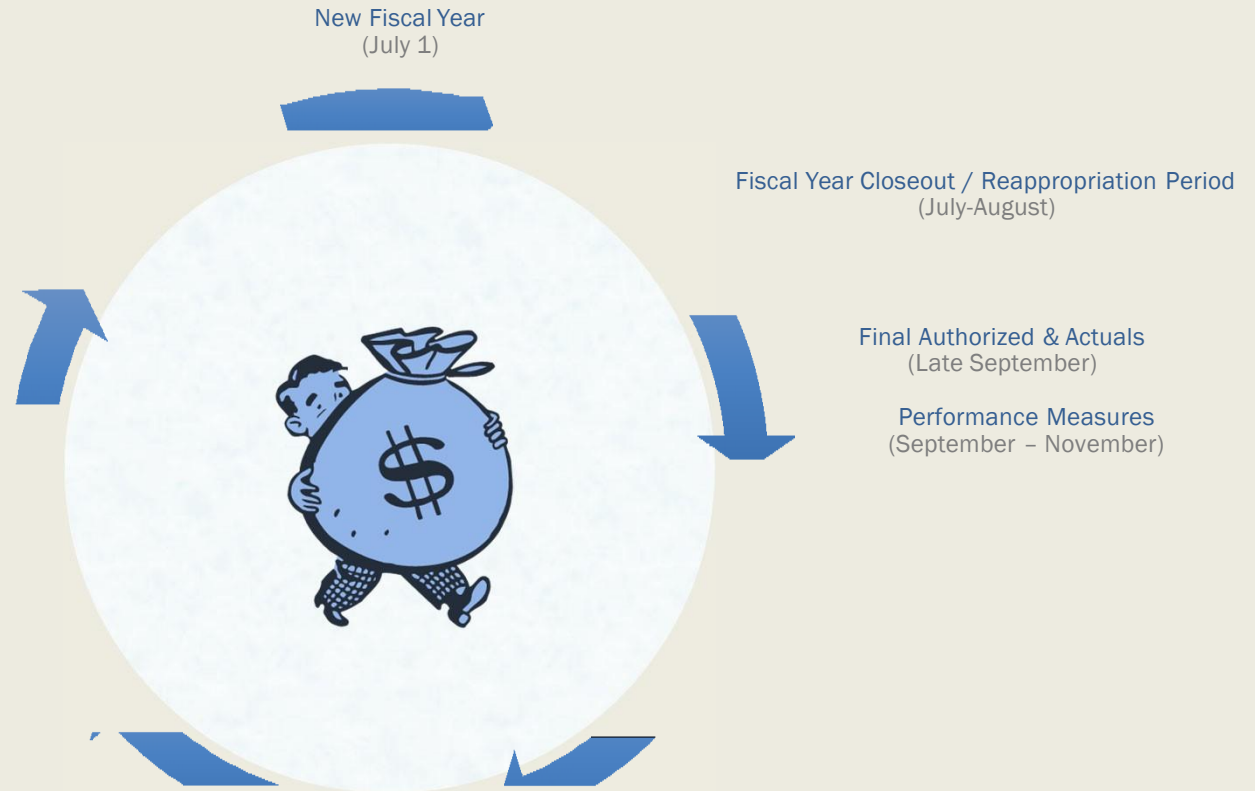 New Fiscal Year
(July 1)
Fiscal Year Closeout / Reappropriation Period
(July-August)
Final Authorized & Actuals
(Late September)
Performance Measures
(September – November)
$